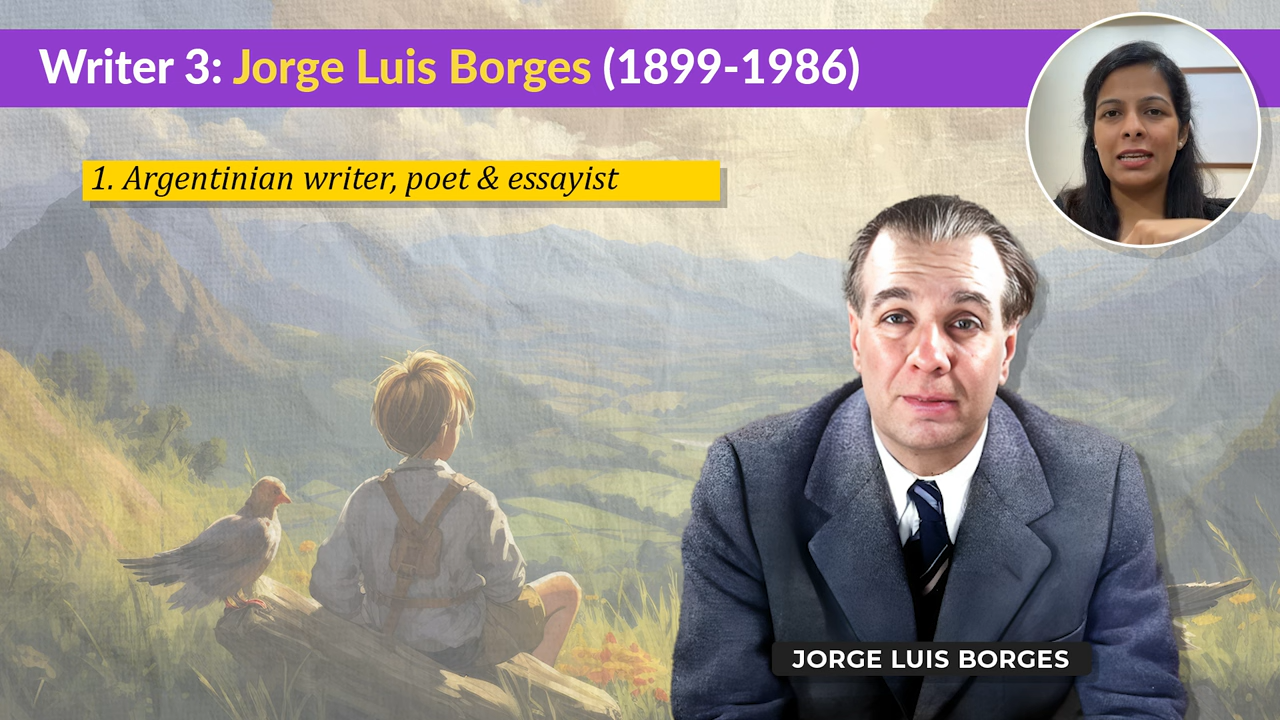 Writer 3: Jorge Luis Borges (1899-1986)
1. Argentinian writer, poet & essayist
JORGE LUIS BORGES